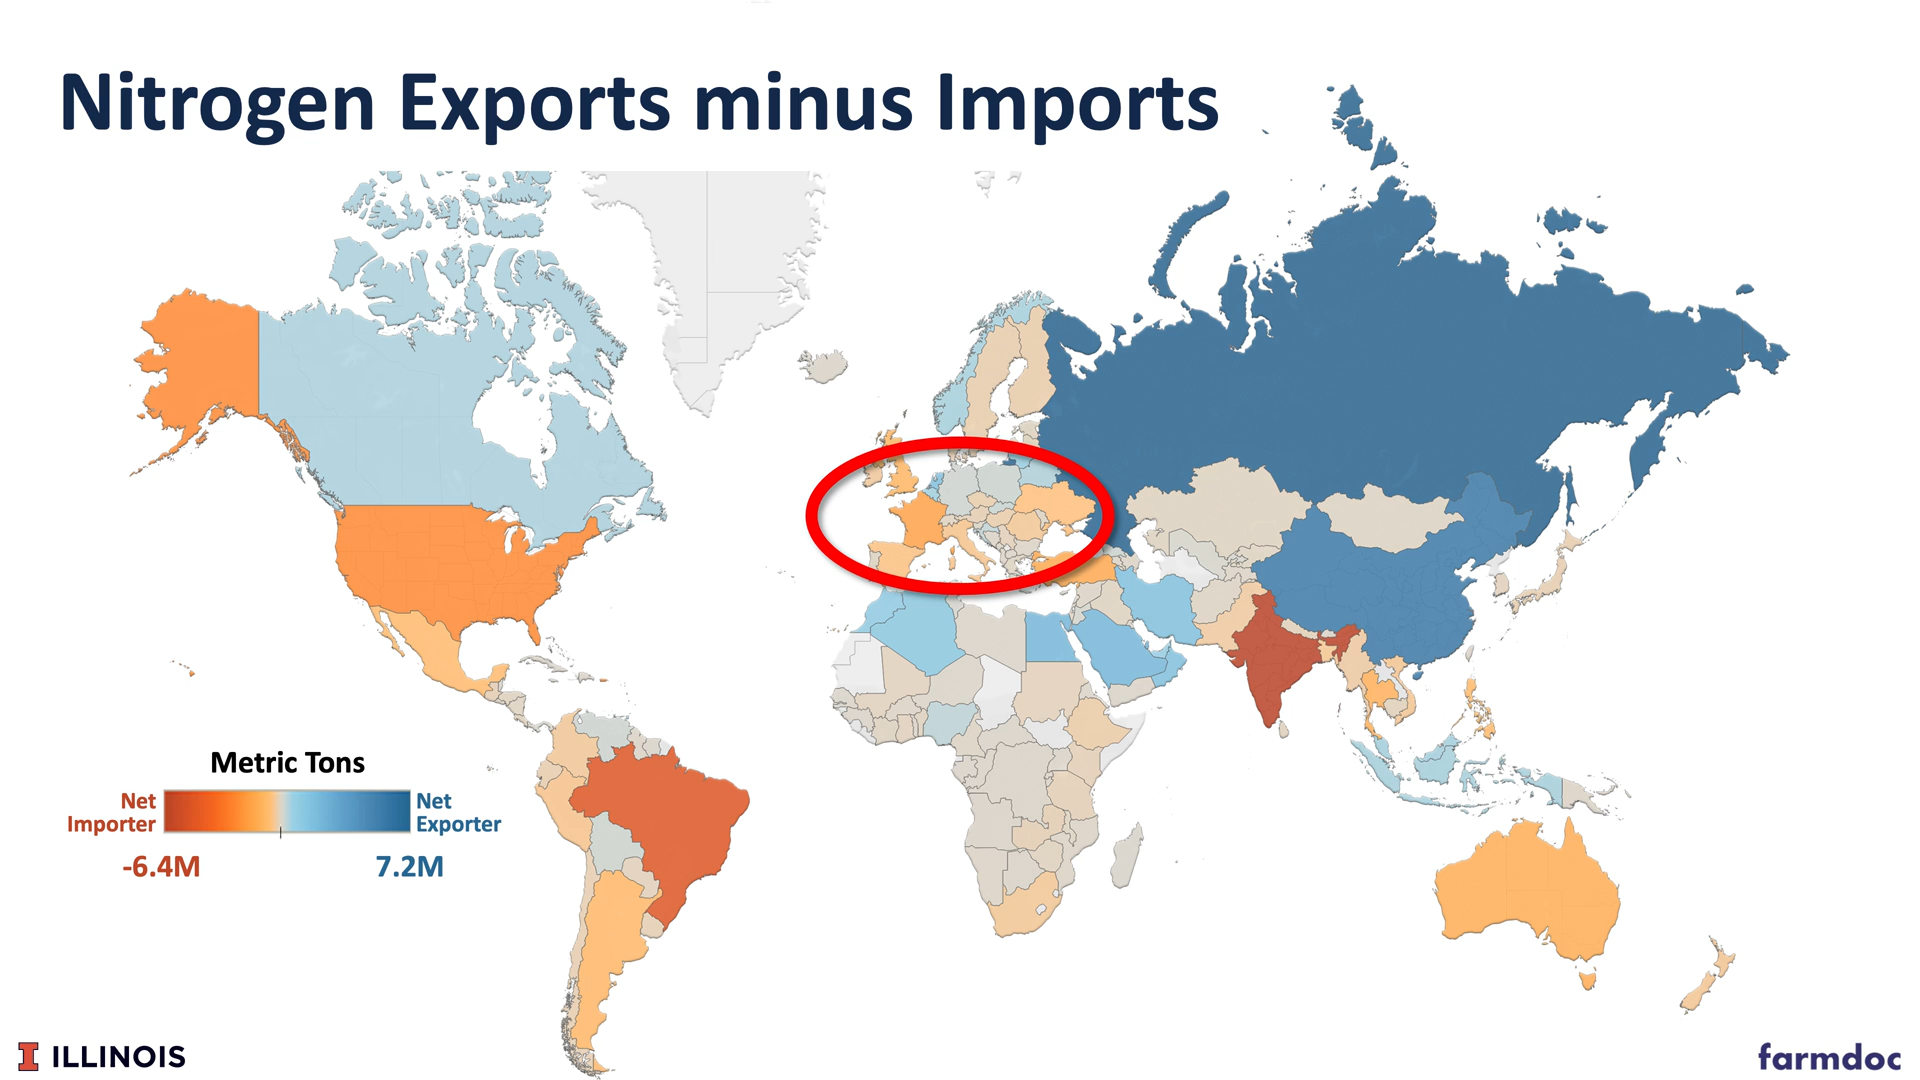 Nitrogen Exports minus Imports
Metric Tons
Net
Importer
Net
Exporter
-6.4M
7.2M
I ILLINOIS
farmdoc